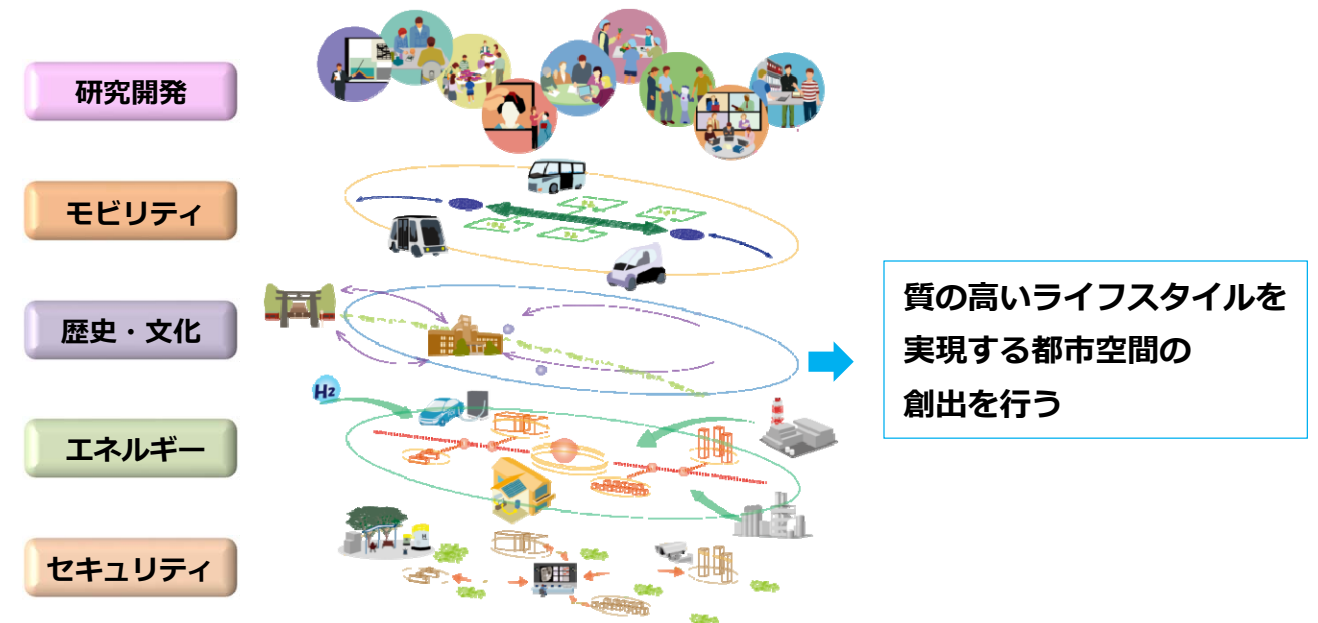 研究開発
モビリティ
歴史・文化
エネルギー
セキュリティ
H2
質の高いライフスタイルを
実現する都市空間の
創出を行う